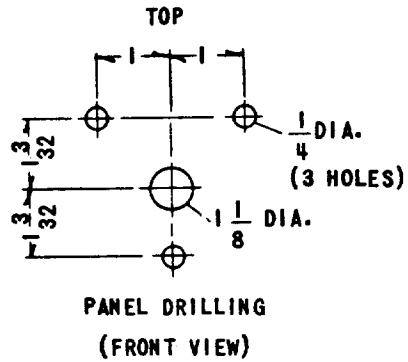 TOP
1 1
1 3/32
1/4 DIA.
(3 HOLES)
1 3/32
1 1/8 DIA.
PANEL DRILLING
(FRONT VIEW)